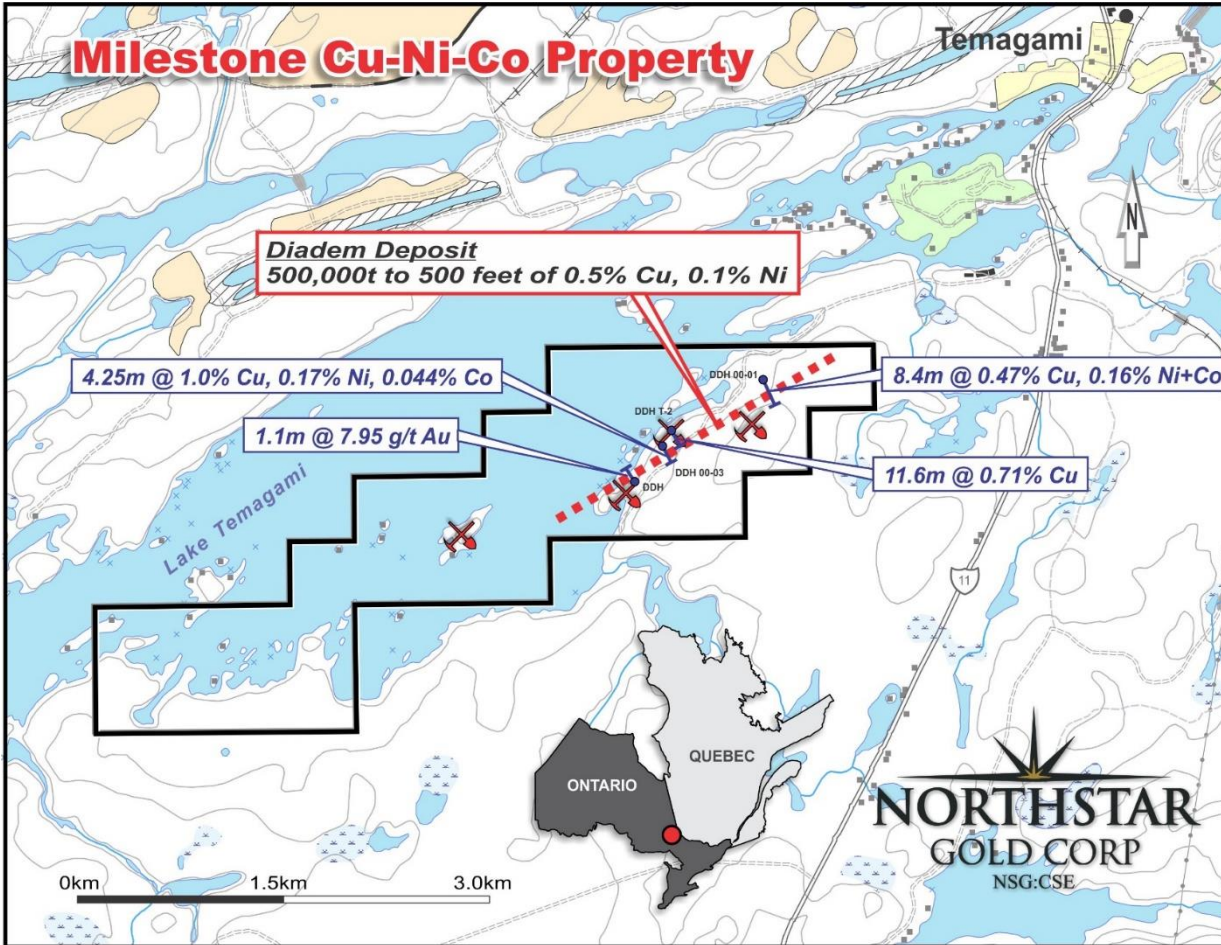 Milestone Cu-Ni-Co Property
Temagami
N
Diadem Deposit
500,000t to 500 feet of 0.5% Cu, 0.1% Ni
4.25m @ 1.0% Cu, 0.17% Ni, 0.044% Co
DDH 00-01
8.4m @ 0.47% Cu, 0.16% Ni+Co
DDH T-2
1.1m @ 7.95 g/t Au
DDH 00-03
11.6m @ 0.71% Cu
DDH
Lake Temagami
11
QUEBEC
ONTARIO
NORTHSTAR
GOLD CORP
NSG:CSE
0km 1.5km 3.0km